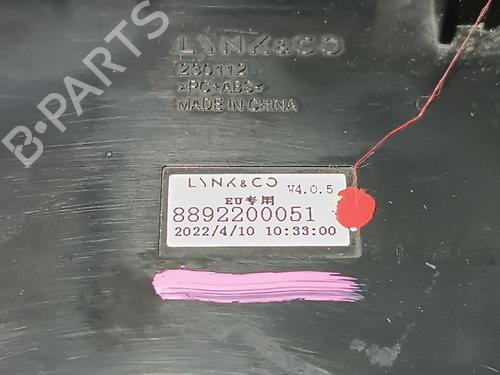 LYNK&CO
230112
>PC+ABS<
MADE IN CHINA
LYNK&CO V4.0.5
EU专用
8892200051
2022/4/10 10:33:00
B-PARTS